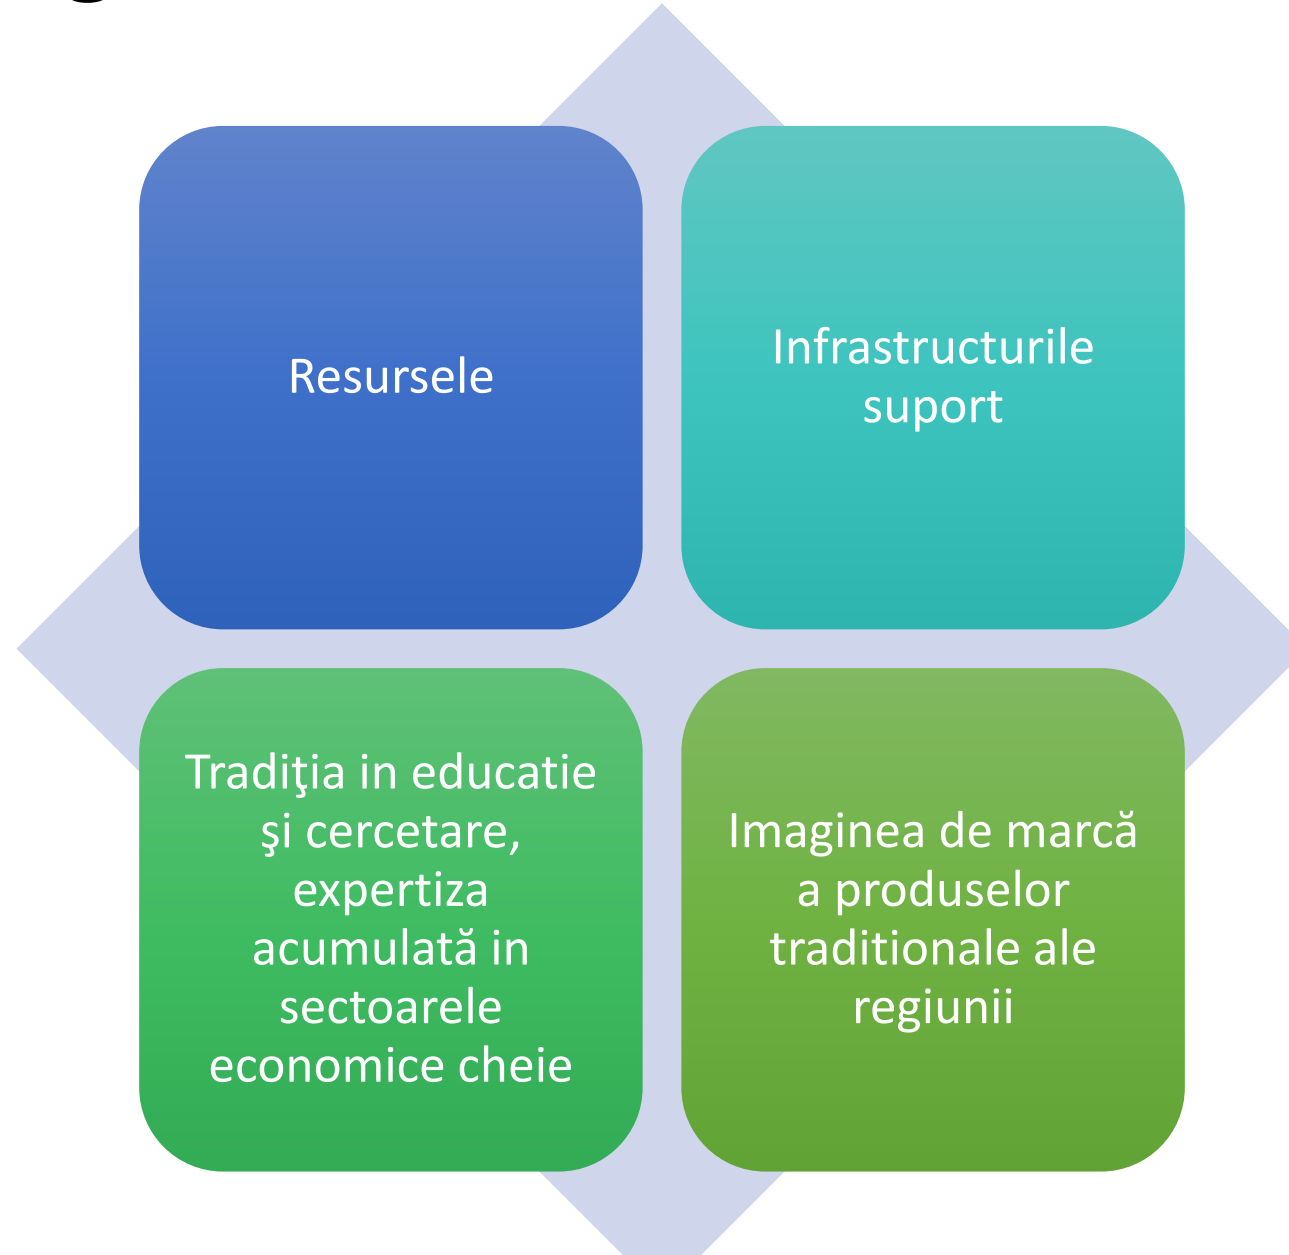 Resursele
Infrastructurile
suport
Tradiţia in educatie
şi cercetare,
expertiza
acumulată in
sectoarele
economice cheie
Imaginea de marcă
a produselor
traditionale ale
regiunii